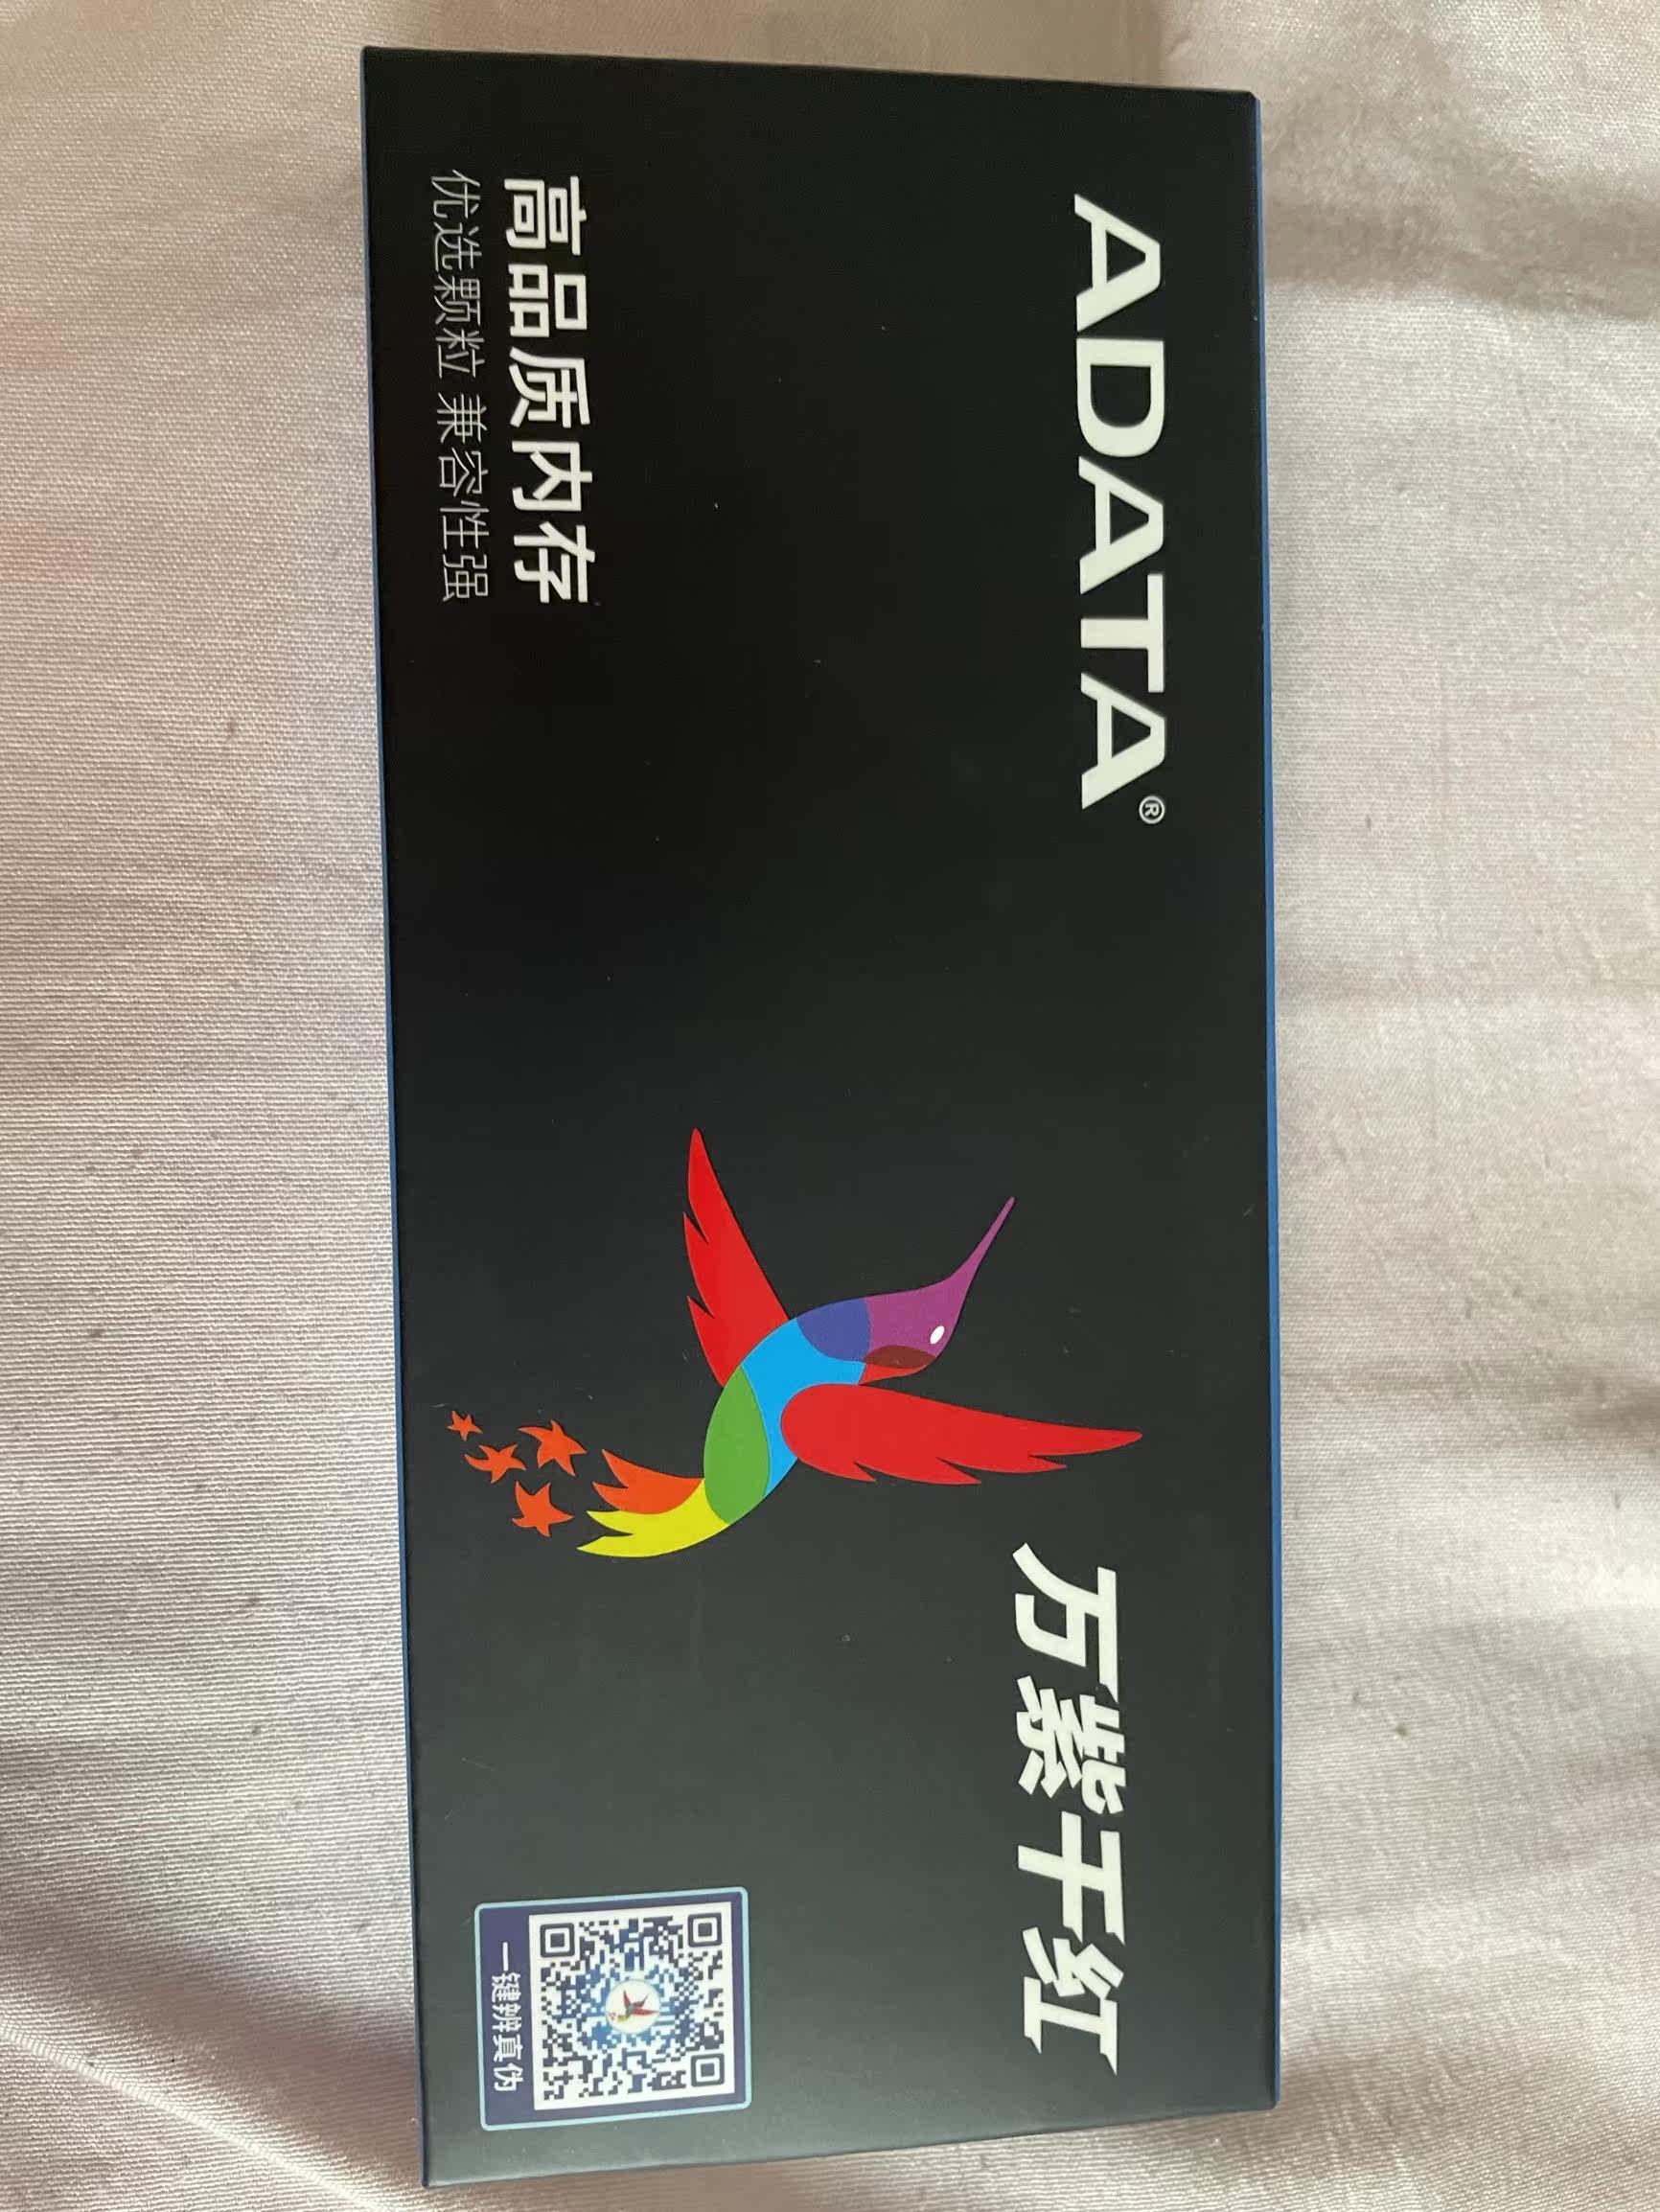 ADATA®
万紫千红
高品质内存
优选颗粒 兼容性强
一键辨真伪